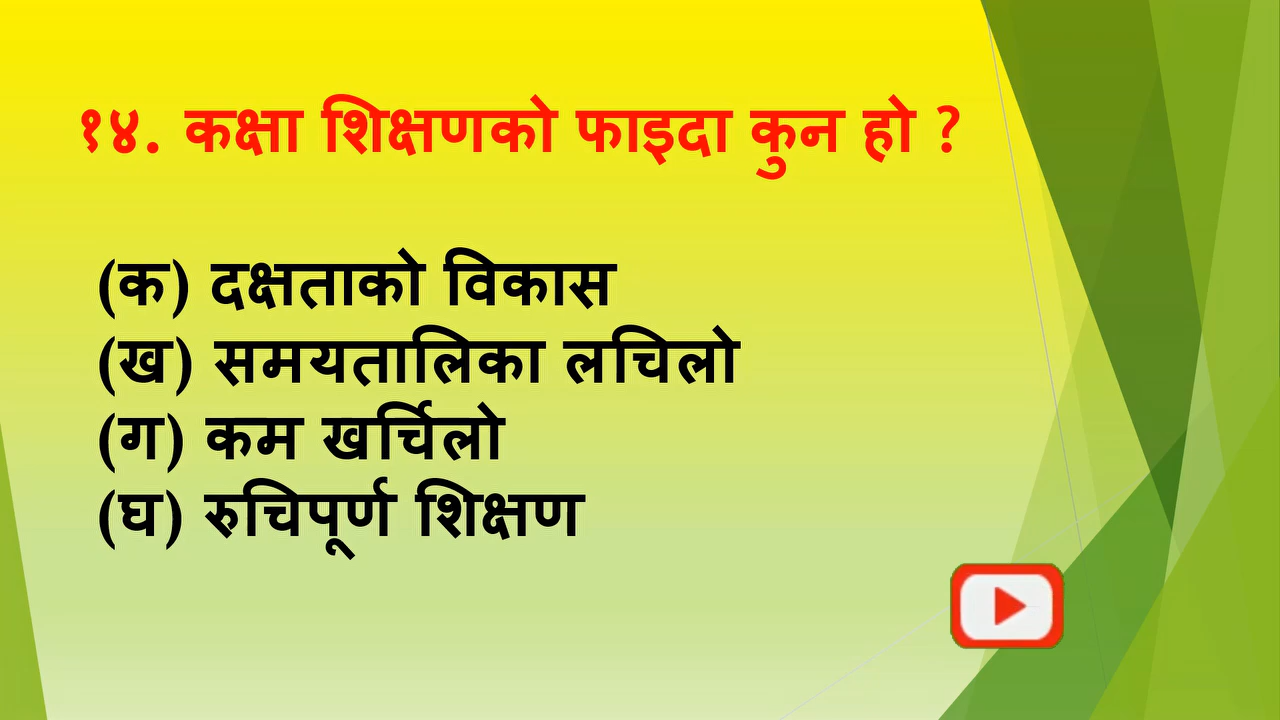 १४. कक्षा शिक्षणको फाइदा कुन हो ?
(क) दक्षताको विकास
(ख) समयतालिका लचिलो
(ग) कम खर्चिलो
(घ) रुचिपूर्ण शिक्षण